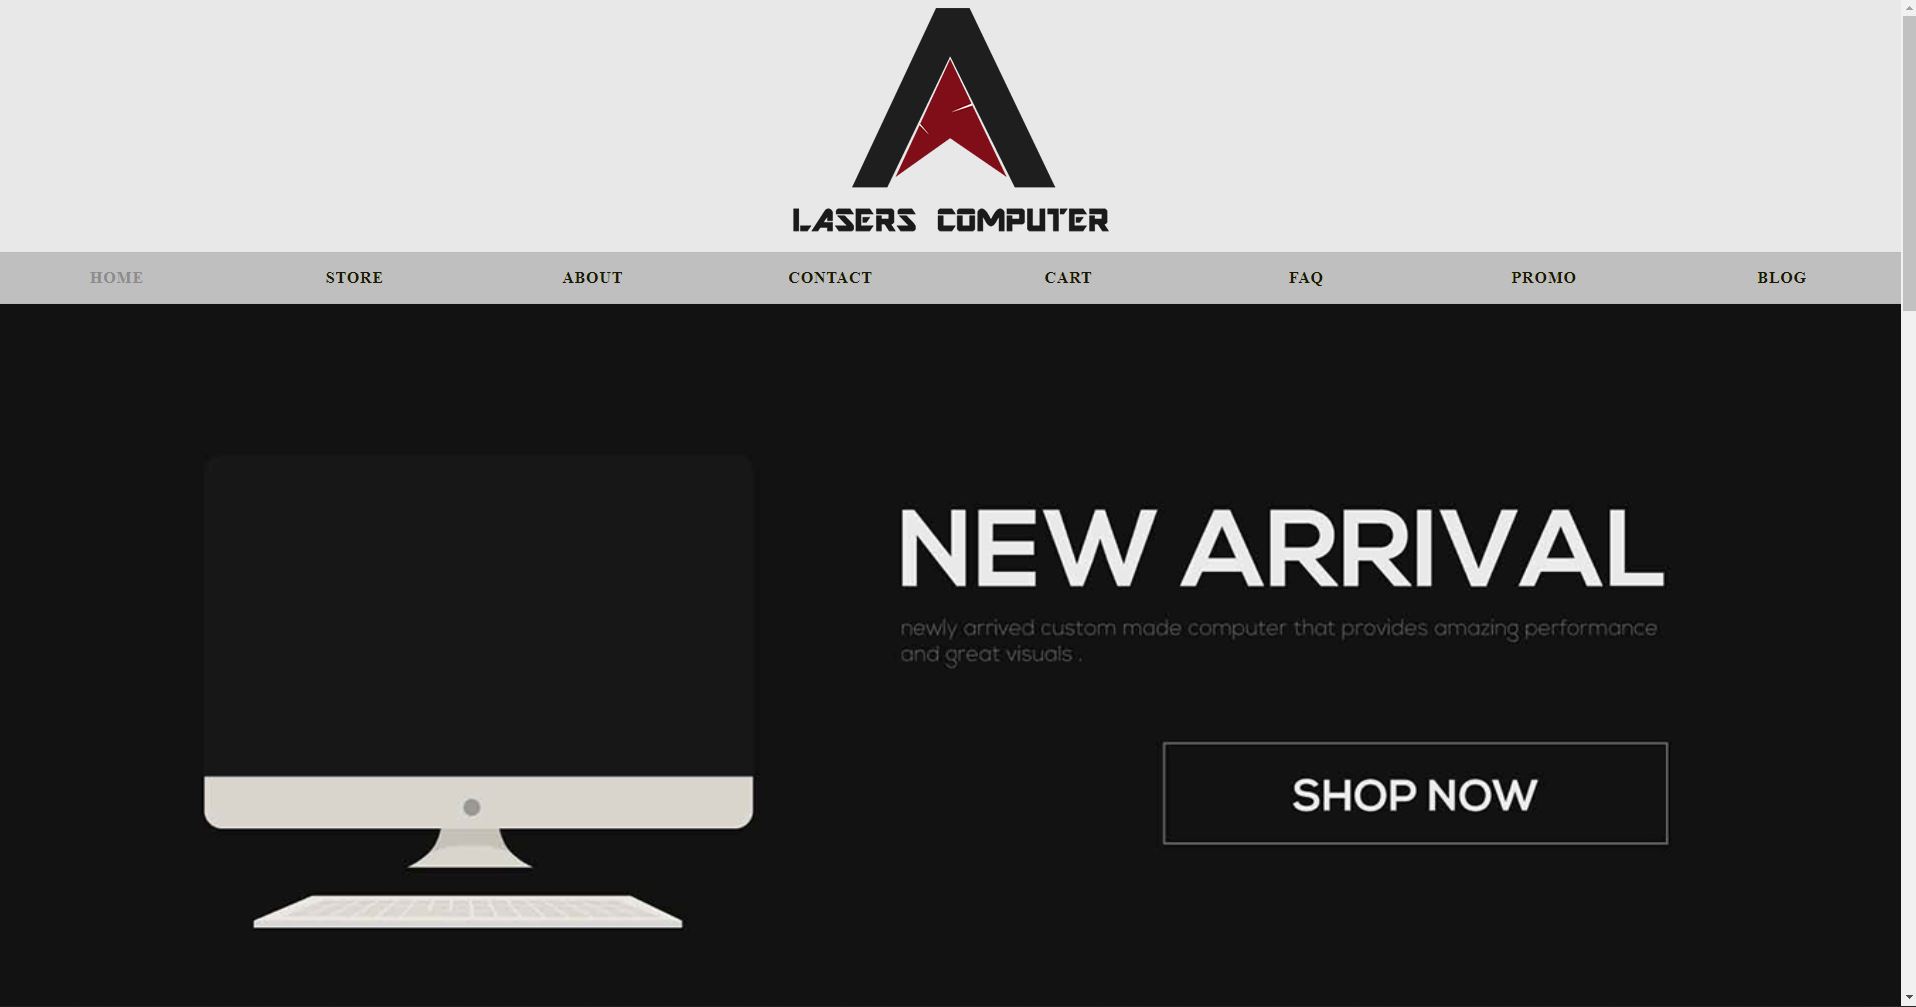 LASERS COMPUTER
HOME STORE ABOUT CONTACT CART FAQ PROMO BLOG
NEW ARRIVAL
newly arrived custom made computer that provides amazing performance
and great visuals .
SHOP NOW